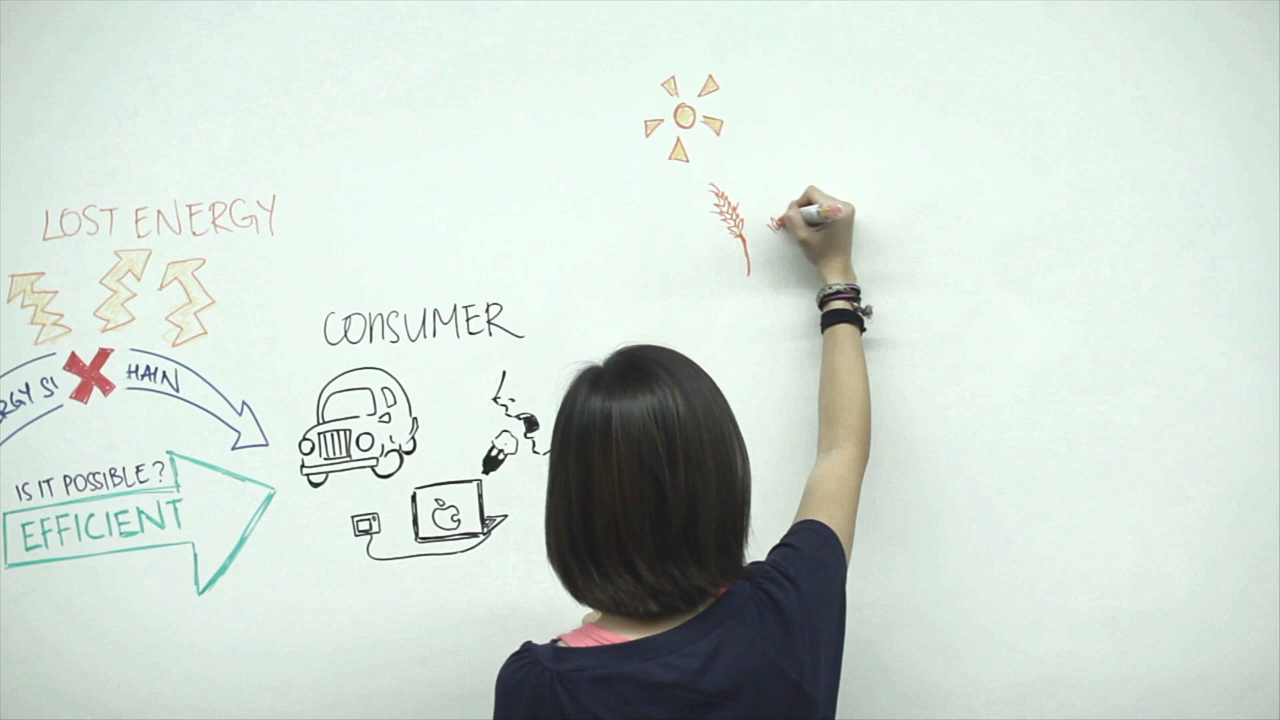 LOST ENERGY
CONSUMER
HAIN
IS IT POSSIBLE?
EFFICIENT